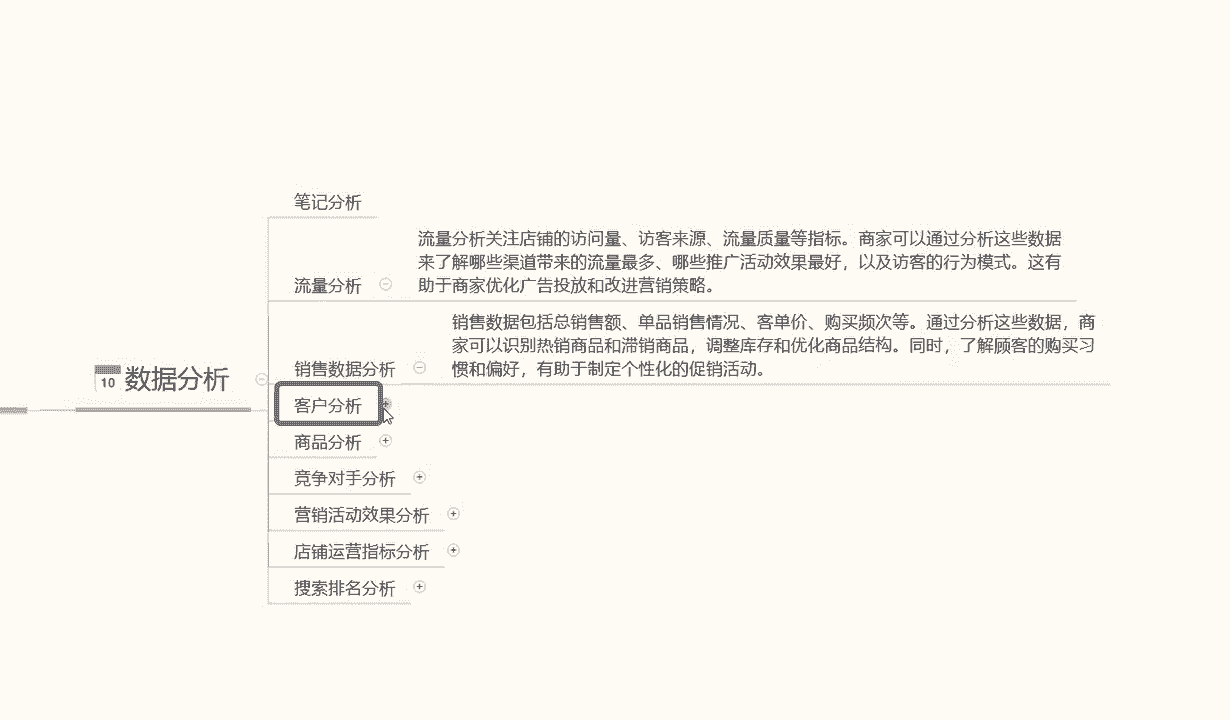 笔记分析
流量分析关注店铺的访问量、访客来源、流量质量等指标。商家可以通过分析这些数据
来了解哪些渠道带来的流量最多、哪些推广活动效果最好，以及访客的行为模式。这有
流量分析
助于商家优化广告投放和改进营销策略。
销售数据包括总销售额、单品销售情况、客单价、购买频次等。通过分析这些数据，商
家可以识别热销商品和滞销商品，调整库存和优化商品结构。同时，了解顾客的购买习
销售数据分析
惯和偏好，有助于制定个性化的促销活动。
10 数据分析
客户分析
商品分析
竞争对手分析
营销活动效果分析
店铺运营指标分析
搜索排名分析